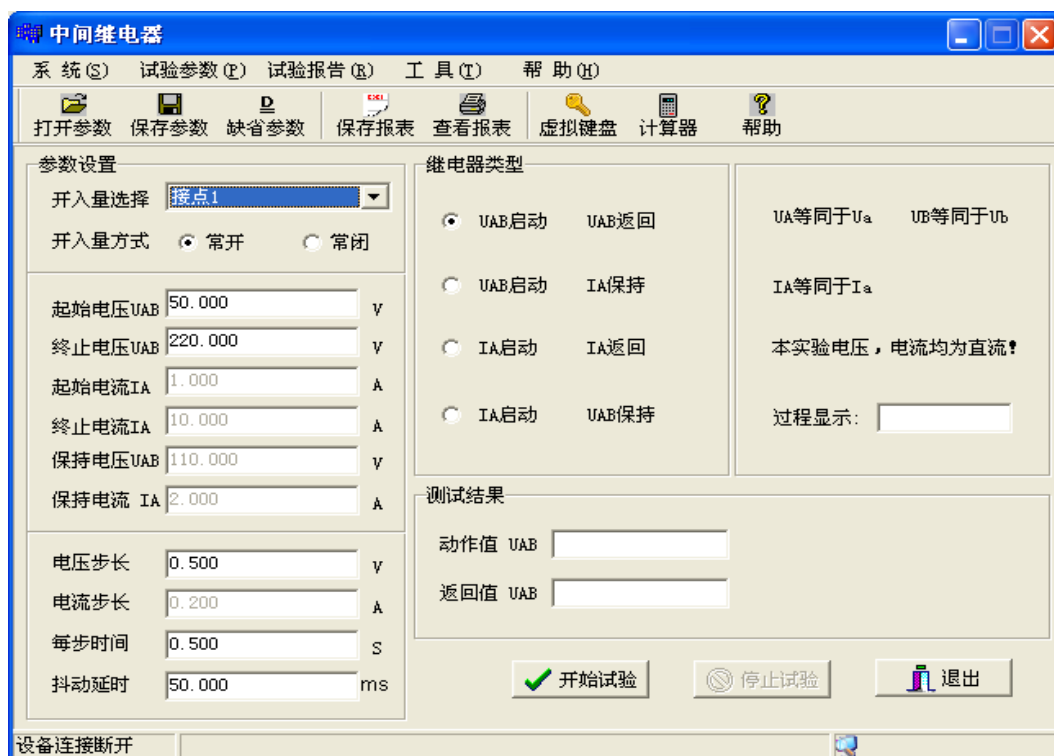 中间继电器
系 统(S) 试验参数(P) 试验报告(R) 工 具(T) 帮 助(H)
打开参数 保存参数 缺省参数 保存报表 查看报表 虚拟键盘 计算器 帮助
参数设置
开入量选择 接点1
开入量方式 常开 常闭
起始电压UAB 50.000 V
终止电压UAB 220.000 V
起始电流IA 1.000 A
终止电流IA 10.000 A
保持电压UAB 110.000 V
保持电流 IA 2.000 A
电压步长 0.500 V
电流步长 0.200 A
每步时间 0.500 S
抖动延时 50.000 ms
继电器类型
UAB启动 UAB返回
UAB启动 IA保持
IA启动 IA返回
IA启动 UAB保持
UA等同于Ua UB等同于Ub
IA等同于Ia
本实验电压，电流均为直流!
过程显示:
测试结果
动作值 UAB
返回值 UAB
开始试验 停止试验 退出
设备连接断开